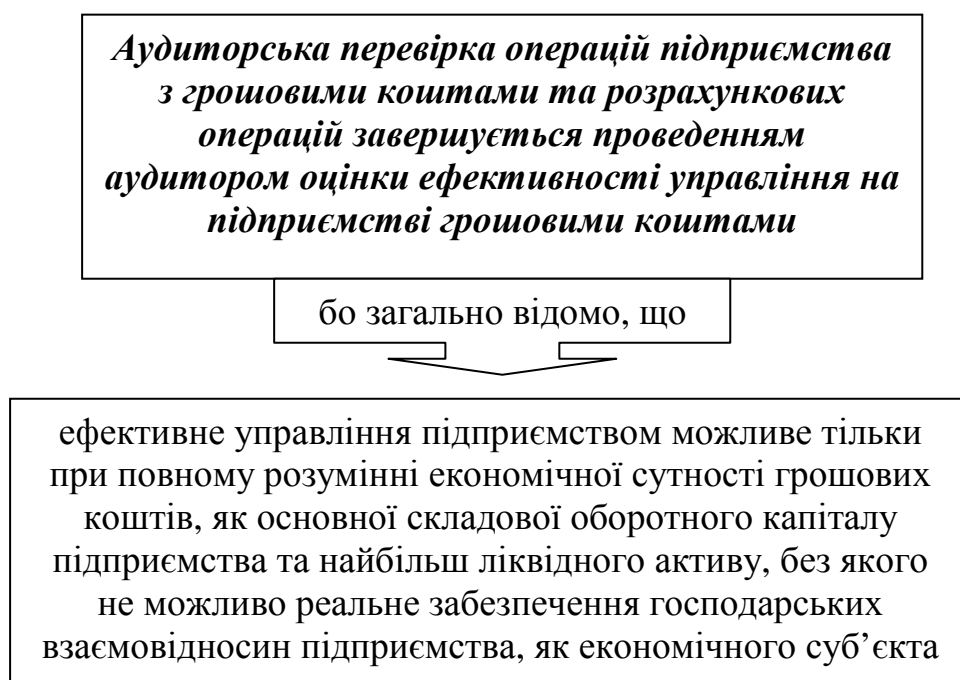 Аудиторська перевірка операцій підприємства
з грошовими коштами та розрахункових
операцій завершується проведенням
аудитором оцінки ефективності управління на
підприємстві грошовими коштами
бо загально відомо, що
ефективне управління підприємством можливе тільки
при повному розумінні економічної сутності грошових
коштів, як основної складової оборотного капіталу
підприємства та найбільш ліквідного активу, без якого
не можливо реальне забезпечення господарських
взаємовідносин підприємства, як економічного суб’єкта